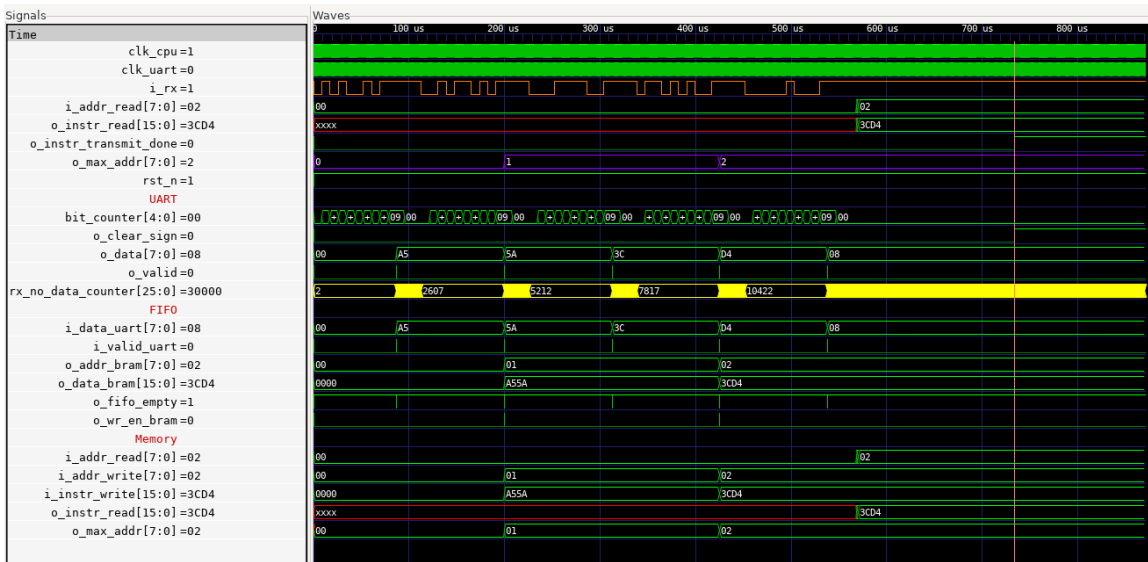 Signals Waves
Time 0 100 us 200 us 300 us 400 us 500 us 600 us 700 us 800 us
clk_cpu =1
clk_uart=0
i_rx=1
i_addr_read[7:0] =02 00 02
o_instr_read[15:0] =3CD4 xxxx 3CD4
o_instr_transmit_done =0
o_max_addr[7:0] =2 0 1 2
rst_n =1
UART
bit_counter[4:0] =00 + + + + + 09 00 + + + + 09 00 + + + + 09 00 + + + + 09 00 + + + + 09 00
o_clear_sign =0
o_data[7:0] =08 00 A5 5A 3C D4 08
o_valid =0
rx_no_data_counter[25:0] =30000 2 2607 5212 7817 10422
FIFO
i_data_uart[7:0] =08 00 A5 5A 3C D4 08
i_valid_uart =0
o_addr_bram[7:0] =02 00 01 02
o_data_bram[15:0] =3CD4 0000 A55A 3CD4
o_fifo_empty =1
o_wr_en_bram =0
Memory
i_addr_read[7:0] =02 00 02
i_addr_write[7:0] =02 00 01 02
i_instr_write[15:0] =3CD4 0000 A55A 3CD4
o_instr_read[15:0] =3CD4 xxxx 3CD4
o_max_addr[7:0] =02 00 01 02